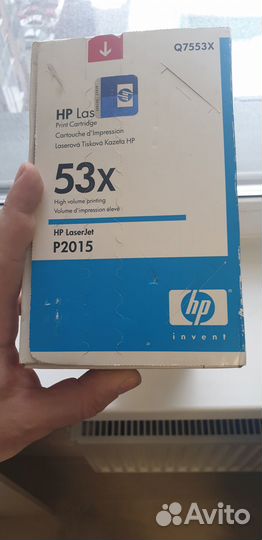 Q7553X
HP Las
Print Cartridge
Cartouche d'Impression
Laserová Tisková Kazeta HP
53x
High volume printing
Volume d'impression élevé
HP LaserJet
P2015
hp
invent
Avito